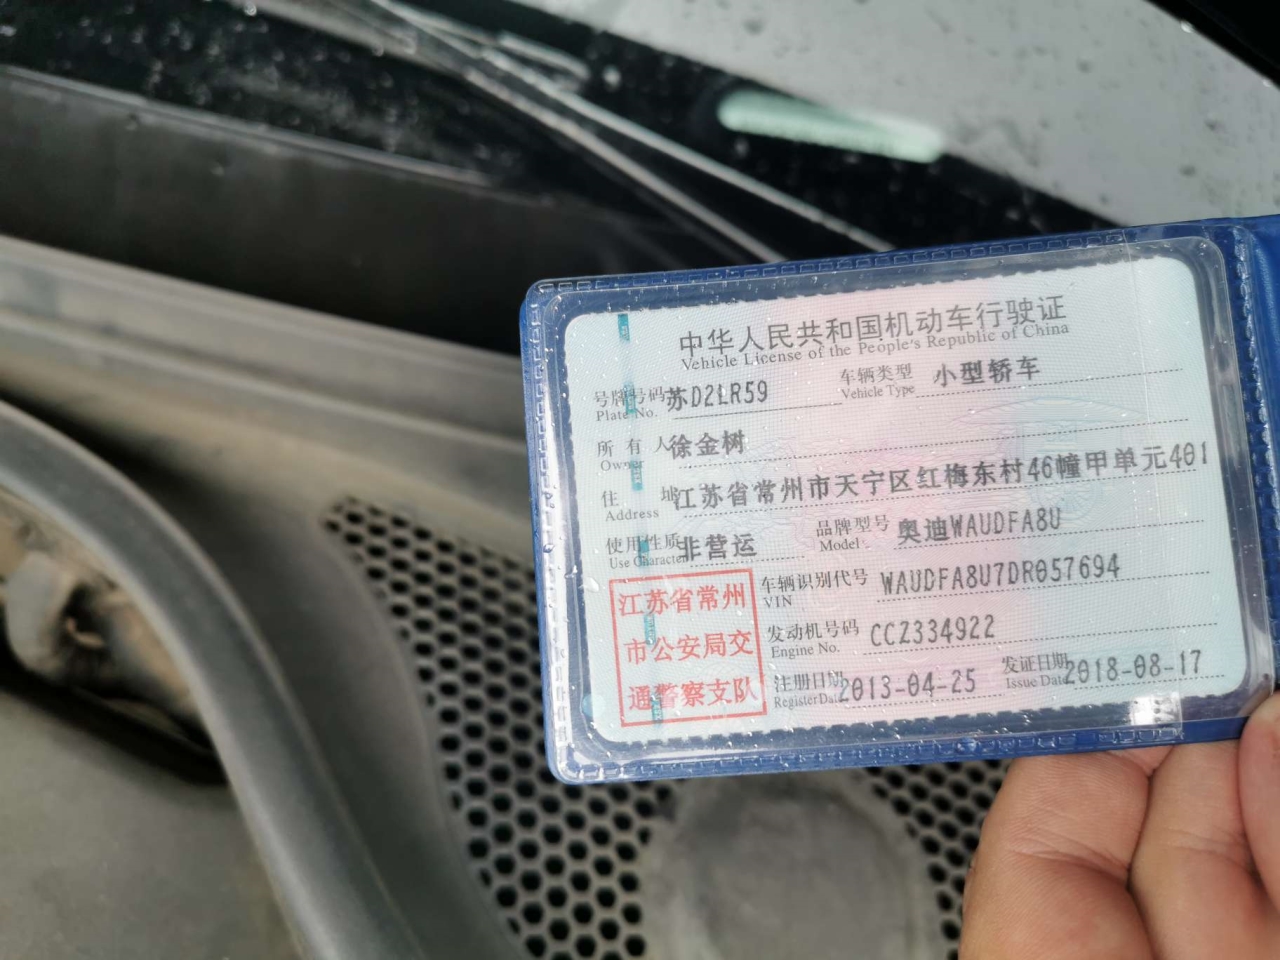 中华人民共和国机动车行驶证
Vehicle License of the People's Republic of China
号牌号码 苏D2LR59 车辆类型 小型轿车
Plate No. Vehicle Type
所有人 徐金树
Owner
住址 江苏省常州市天宁区红梅东村46幢甲单元401
Address
使用性质 非营运 品牌型号 奥迪WAUDFA8U
Use Character Model
江苏省常州
市公安局交
通警察支队
车辆识别代号 WAUDFA8U7DR057694
VIN
发动机号码 CCZ334922
Engine No.
注册日期 2013-04-25 发证日期 2018-08-17
Register Date Issue Date